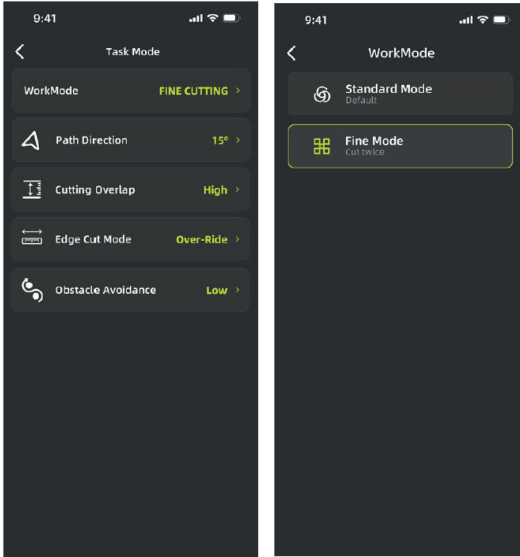 9:41
Task Mode
WorkMode FINE CUTTING >
Path Direction 15° >
Cutting Overlap High >
Edge Cut Mode Over-Ride >
Obstacle Avoidance Low >
9:41
WorkMode
Standard Mode
Default
Fine Mode
Cut twice